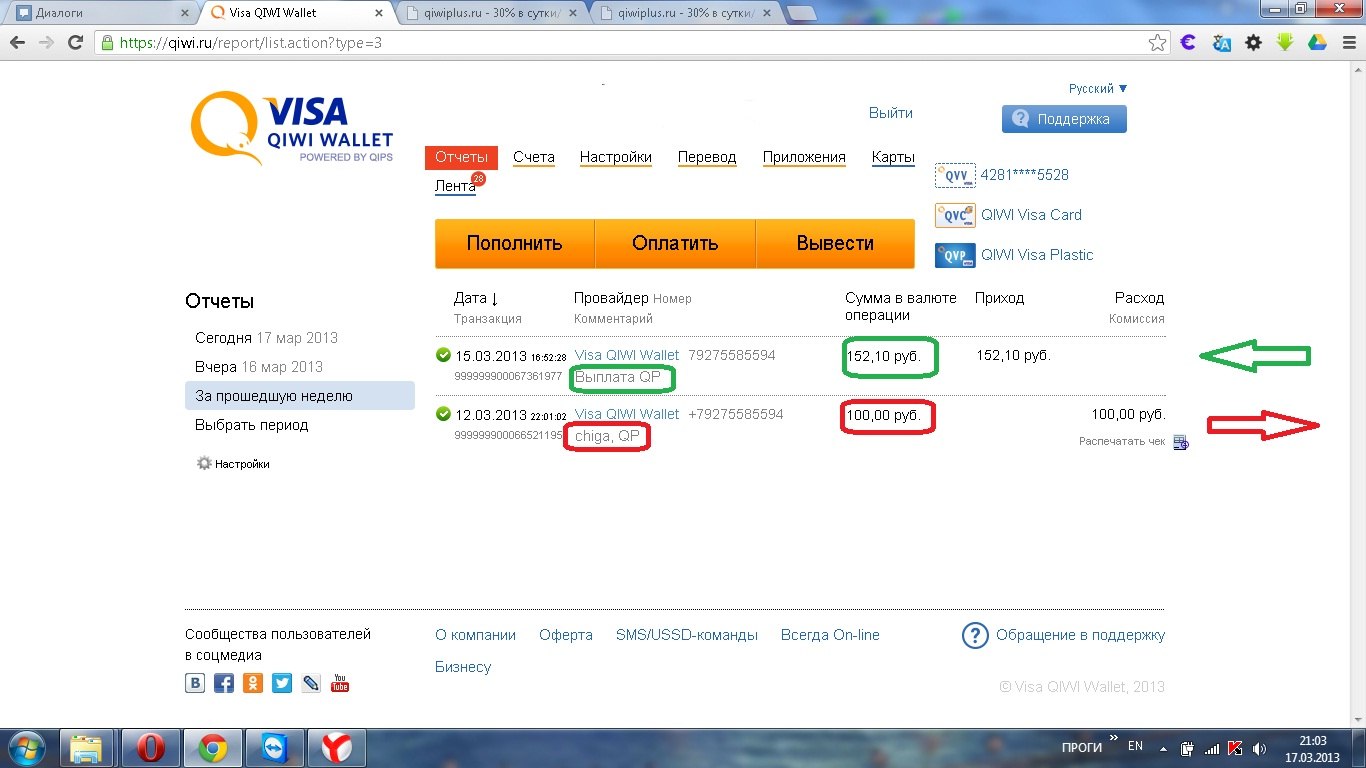 Диалоги
Visa QIWI Wallet
qiwiplus.ru - 30% в сутки/
qiwiplus.ru - 30% в сутки/
https://qiwi.ru/report/list.action?type=3
VISA
QIWI WALLET
POWERED BY QIPS
Русский ▼
Выйти
Поддержка
Отчеты Счета Настройки Перевод Приложения Карты
Лента 28
QVV 4281****5528
QVC QIWI Visa Card
QVP QIWI Visa Plastic
Пополнить Оплатить Вывести
Отчеты
Сегодня 17 мар 2013
Вчера 16 мар 2013
За прошедшую неделю
Выбрать период
Настройки
Дата ↓ Провайдер Номер Сумма в валюте операции Приход Расход
Транзакция Комментарий Комиссия
15.03.2013 16:52:28 Visa QIWI Wallet 79275585594 152,10 руб. 152,10 руб.
999999900067361977 Выплата QP
12.03.2013 22:01:02 Visa QIWI Wallet +79275585594 100,00 руб. 100,00 руб.
999999900066521195 chiga, QP Распечатать чек
Сообщества пользователей
в соцмедиа
О компании Оферта SMS/USSD-команды Всегда On-line
Бизнесу
Обращение в поддержку
You Tube
© Visa QIWI Wallet, 2013
ПРОГИ » EN
21:03
17.03.2013